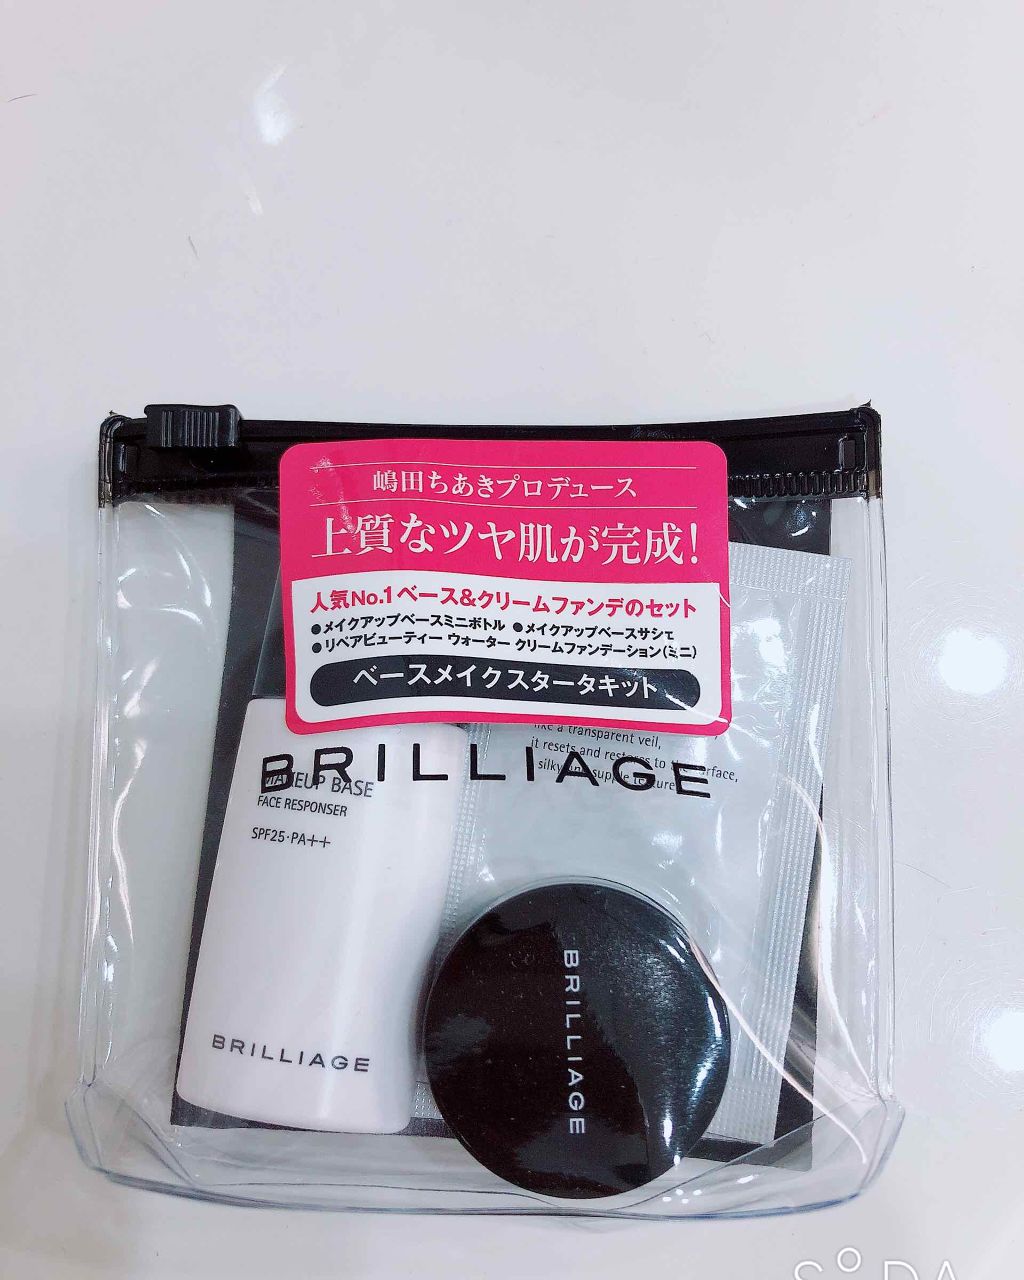 嶋田ちあきプロデュース
上質なツヤ肌が完成!
人気No.1ベース&クリームファンデのセット
●メイクアップベースミニボトル ●メイクアップベースサシェ
●リペアビューティー ウォーター クリームファンデーション(ミニ)
ベースメイクスタータキット
like a transparent veil,
it resets and restores to surface,
silky and supple texture
BRILLIAGE
MAKEUP BASE
FACE RESPONSER
SPF25・PA++
BRILLIAGE
BRILLIAGE